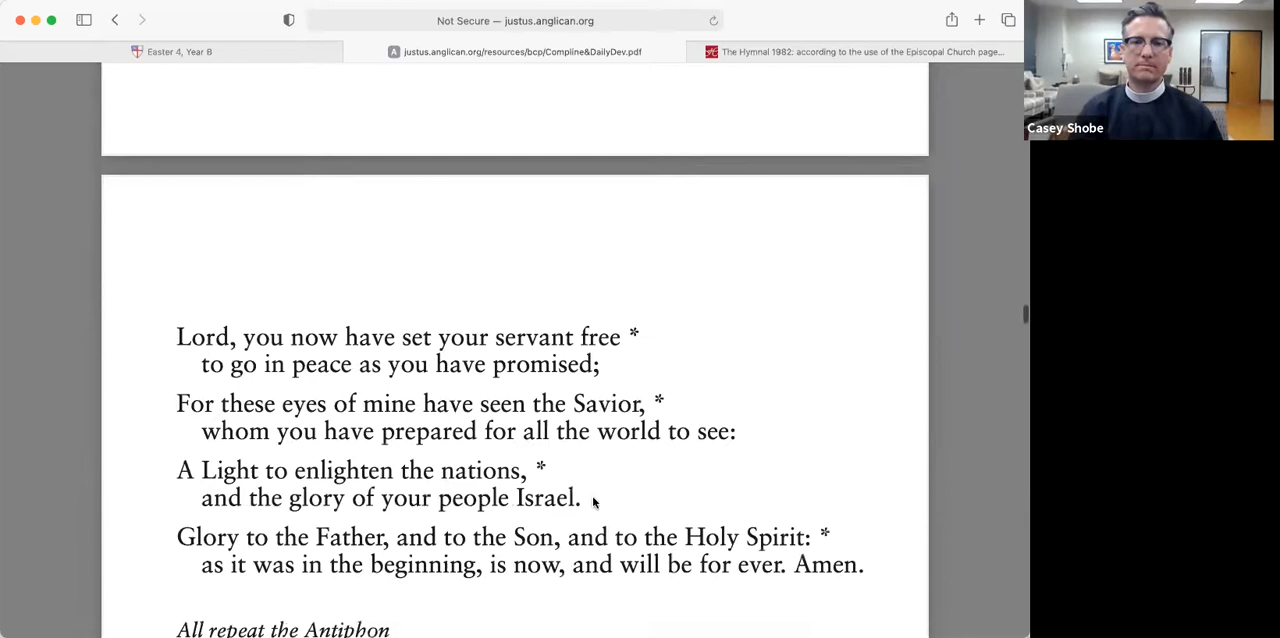 Not Secure — justus.anglican.org
Easter 4, Year B
justus.anglican.org/resources/bcp/Compline&DailyDev.pdf
The Hymnal 1982: according to the use of the Episcopal Church page...
Casey Shobe
Lord, you now have set your servant free *
to go in peace as you have promised;
For these eyes of mine have seen the Savior, *
whom you have prepared for all the world to see:
A Light to enlighten the nations, *
and the glory of your people Israel.
Glory to the Father, and to the Son, and to the Holy Spirit: *
as it was in the beginning, is now, and will be for ever. Amen.
All repeat the Antiphon